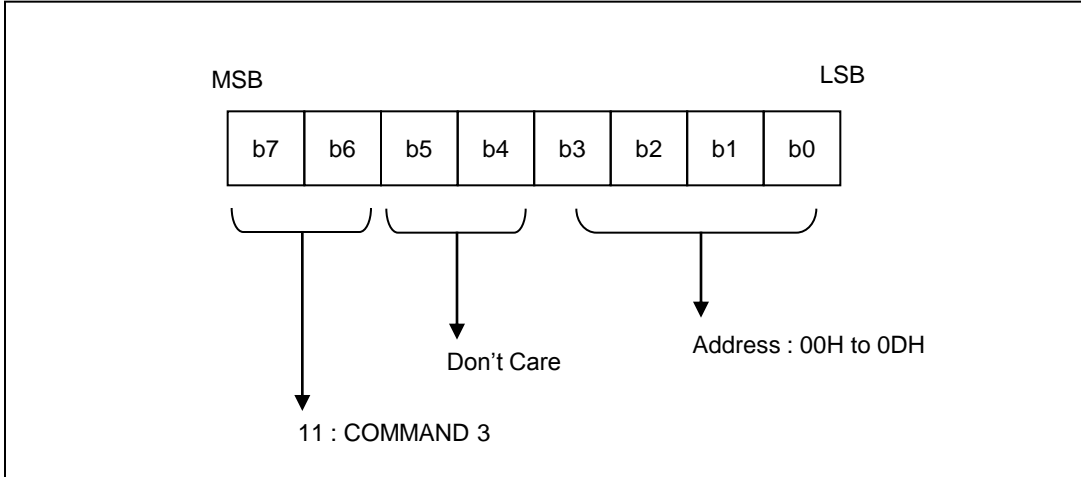 MSB
LSB
b7 b6 b5 b4 b3 b2 b1 b0
Don’t Care
Address : 00H to 0DH
11 : COMMAND 3